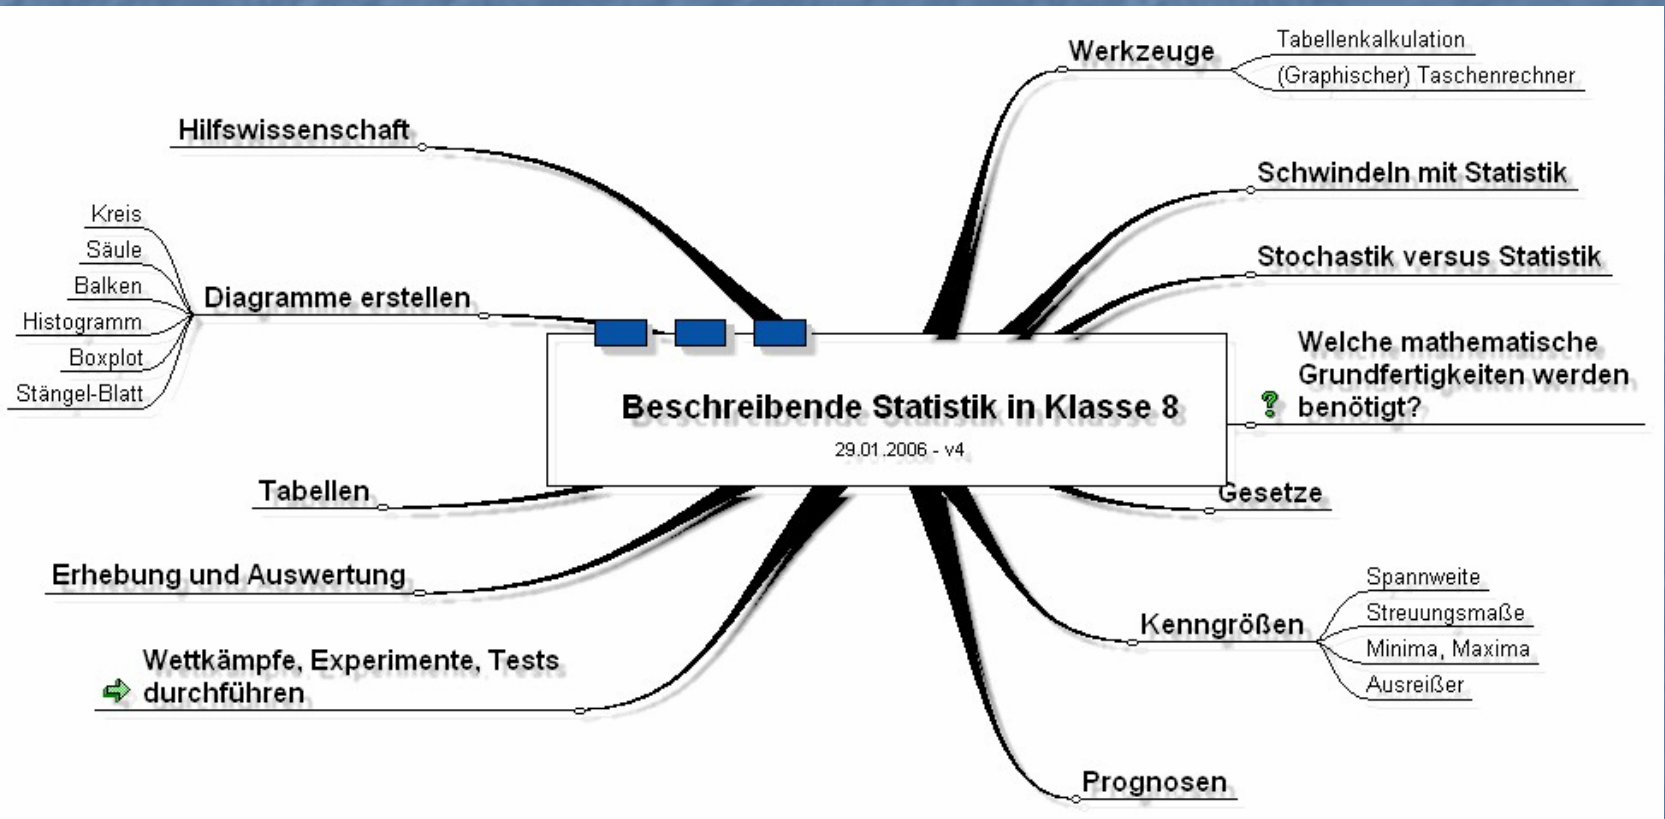 Werkzeuge
Tabellenkalkulation
(Graphischer) Taschenrechner
Hilfswissenschaft
Schwindeln mit Statistik
Kreis
Säule
Balken
Histogramm
Boxplot
Stängel-Blatt
Diagramme erstellen
Stochastik versus Statistik
Welche mathematische
Grundfertigkeiten werden
benötigt?
Beschreibende Statistik in Klasse 8
29.01.2006 - v4
Tabellen
Gesetze
Erhebung und Auswertung
Kenngrößen
Spannweite
Streuungsmaße
Minima, Maxima
Ausreißer
Wettkämpfe, Experimente, Tests
durchführen
Prognosen